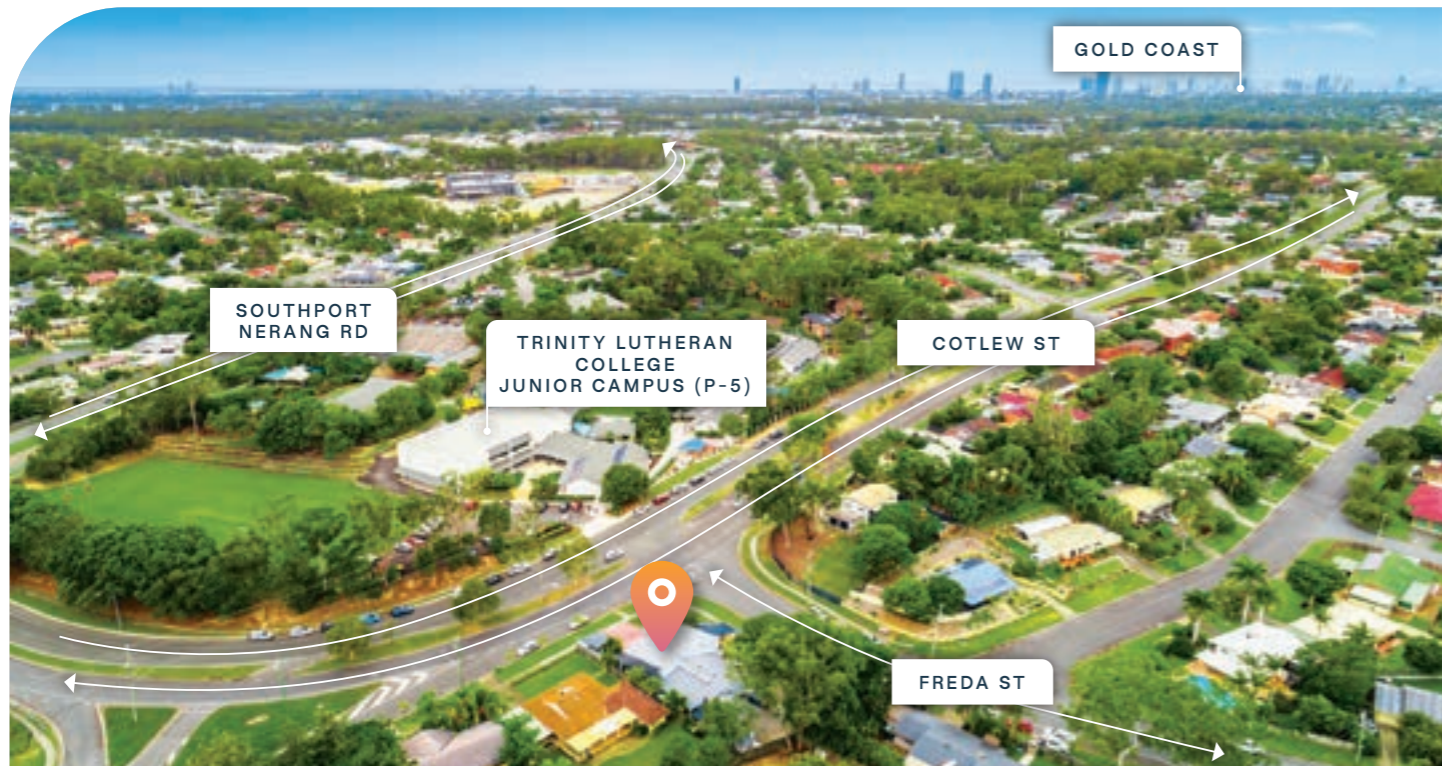 GOLD COAST
SOUTHPORT
NERANG RD
TRINITY LUTHERAN
COLLEGE
JUNIOR CAMPUS (P-5)
COTLEW ST
FREDA ST